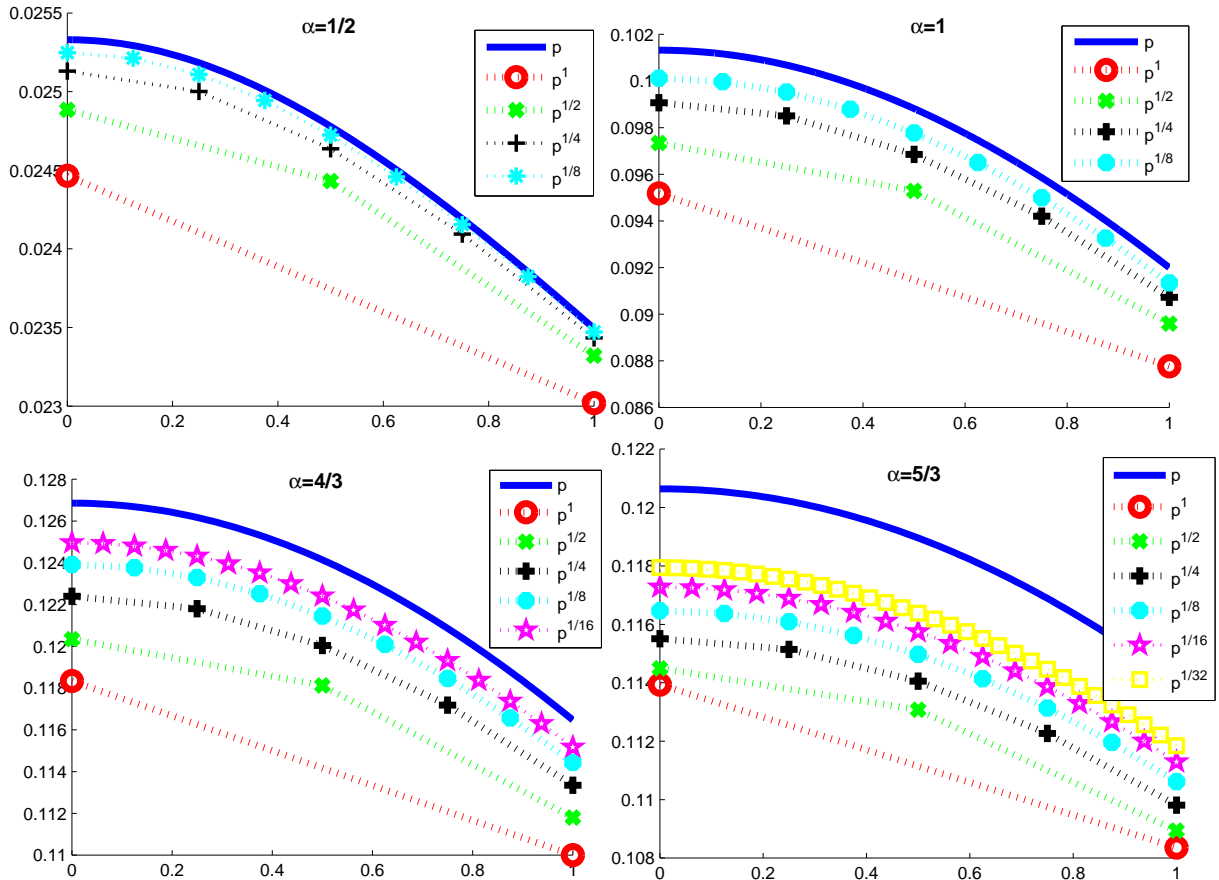 α=1/2
0.0255
0.025
0.0245
0.024
0.0235
0.023
0
0.2
0.4
0.6
0.8
1
p
p^1
p^1/2
p^1/4
p^1/8
α=1
0.102
0.1
0.098
0.096
0.094
0.092
0.09
0.088
0.086
0
0.2
0.4
0.6
0.8
1
p
p^1
p^1/2
p^1/4
p^1/8
α=4/3
0.128
0.126
0.124
0.122
0.12
0.118
0.116
0.114
0.112
0.11
0
0.2
0.4
0.6
0.8
1
p
p^1
p^1/2
p^1/4
p^1/8
p^1/16
α=5/3
0.122
0.12
0.118
0.116
0.114
0.112
0.11
0.108
0
0.2
0.4
0.6
0.8
1
p
p^1
p^1/2
p^1/4
p^1/8
p^1/16
p^1/32